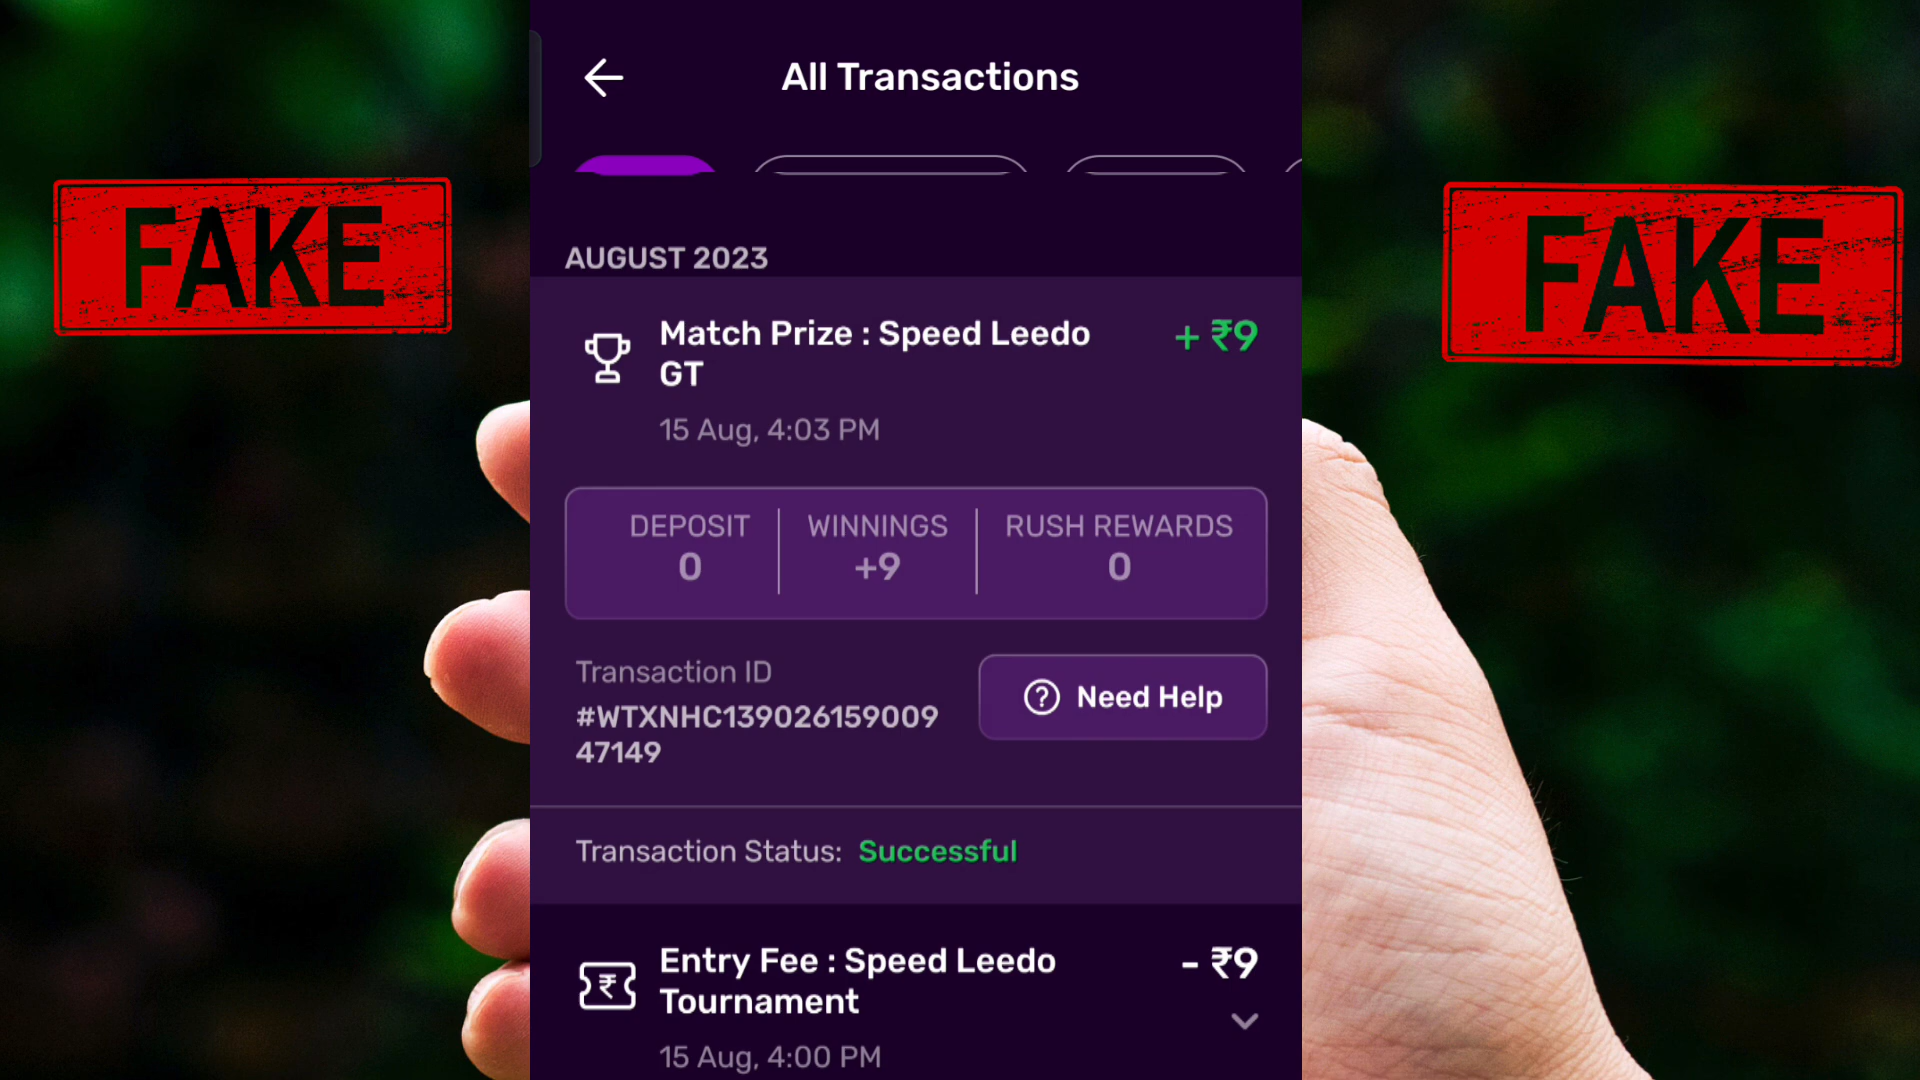 All Transactions
FAKE
FAKE
AUGUST 2023
Match Prize : Speed Leedo
GT
+ ₹9
15 Aug, 4:03 PM
DEPOSIT WINNINGS RUSH REWARDS
0 +9 0
Transaction ID
#WTXNHC139026159009
47149
Need Help
Transaction Status: Successful
Entry Fee : Speed Leedo
Tournament
- ₹9
15 Aug, 4:00 PM